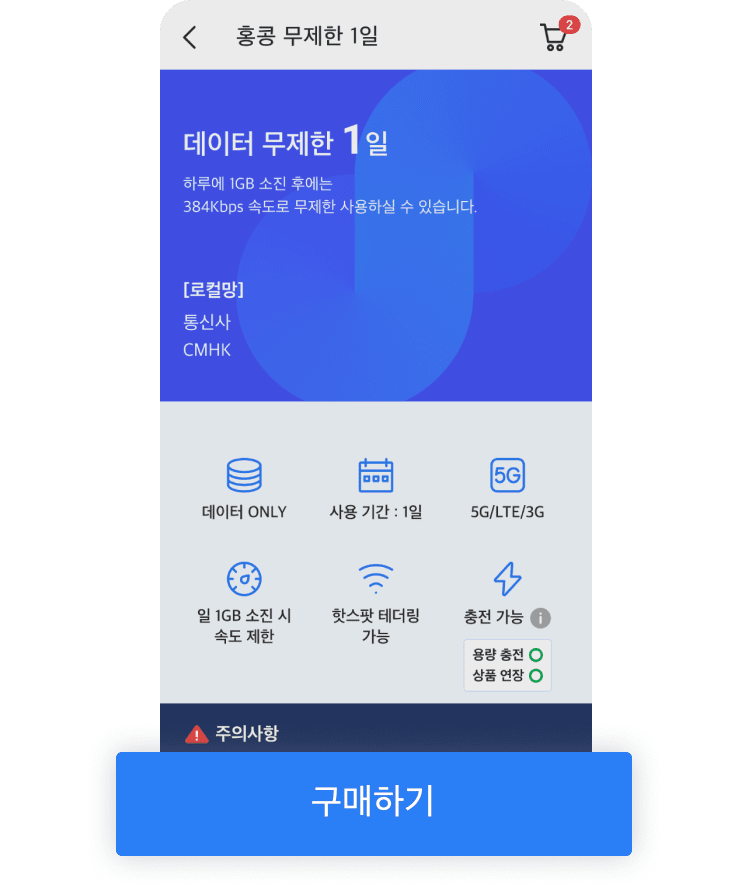 홍콩 무제한 1일
2
데이터 무제한 1일
하루에 1GB 소진 후에는
384Kbps 속도로 무제한 사용하실 수 있습니다.
[로컬망]
통신사
CMHK
5G
데이터 ONLY
사용 기간 : 1일
5G/LTE/3G
일 1GB 소진 시
속도 제한
핫스팟 테더링
가능
충전 가능 i
용량 충전
상품 연장
주의사항
구매하기